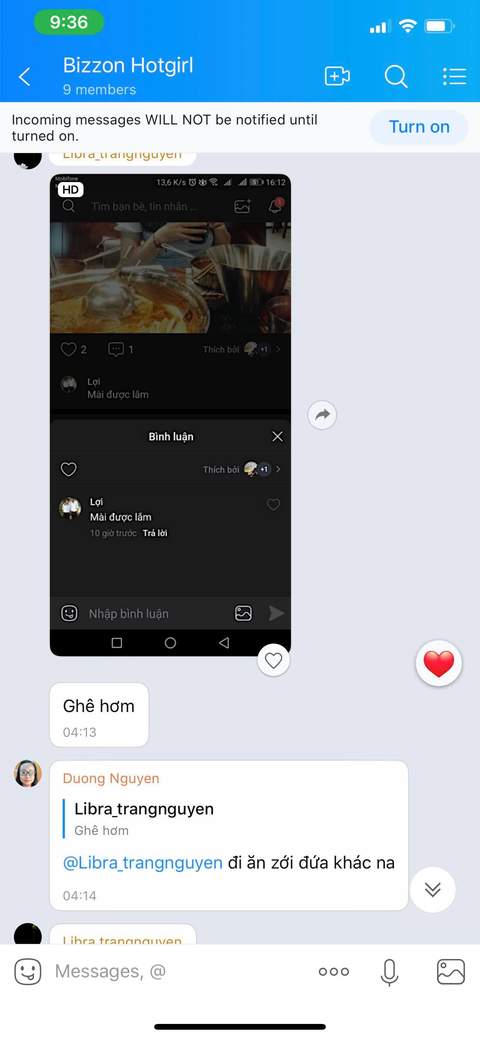 9:36
Bizzon Hotgirl
9 members
Incoming messages WILL NOT be notified until
turned on.
Turn on
Libra_trangnguyen
Mobifone
HD
13,6 K/s
16:12
Tìm bạn bè, tin nhắn ...
2
1
Thích bởi
+1
Lợi
Mài được lắm
Bình luận
Thích bởi
+1
Lợi
Mài được lắm
10 giờ trước Trả lời
Nhập bình luận
Ghê hơm
04:13
Duong Nguyen
Libra_trangnguyen
Ghê hơm
@Libra_trangnguyen đi ăn zới đứa khác na
04:14
Libra_trangnguyen
Messages, @